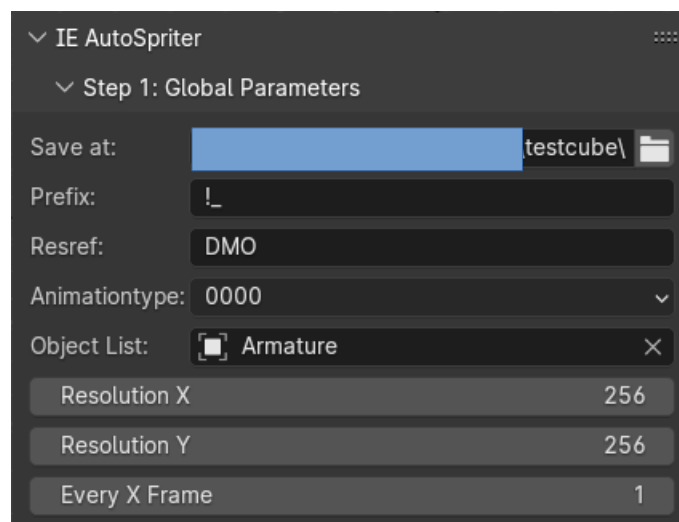 IE AutoSpriter
Step 1: Global Parameters
Save at: \testcube\
Prefix: !_
Resref: DMO
Animationtype: 0000
Object List: Armature
Resolution X 256
Resolution Y 256
Every X Frame 1